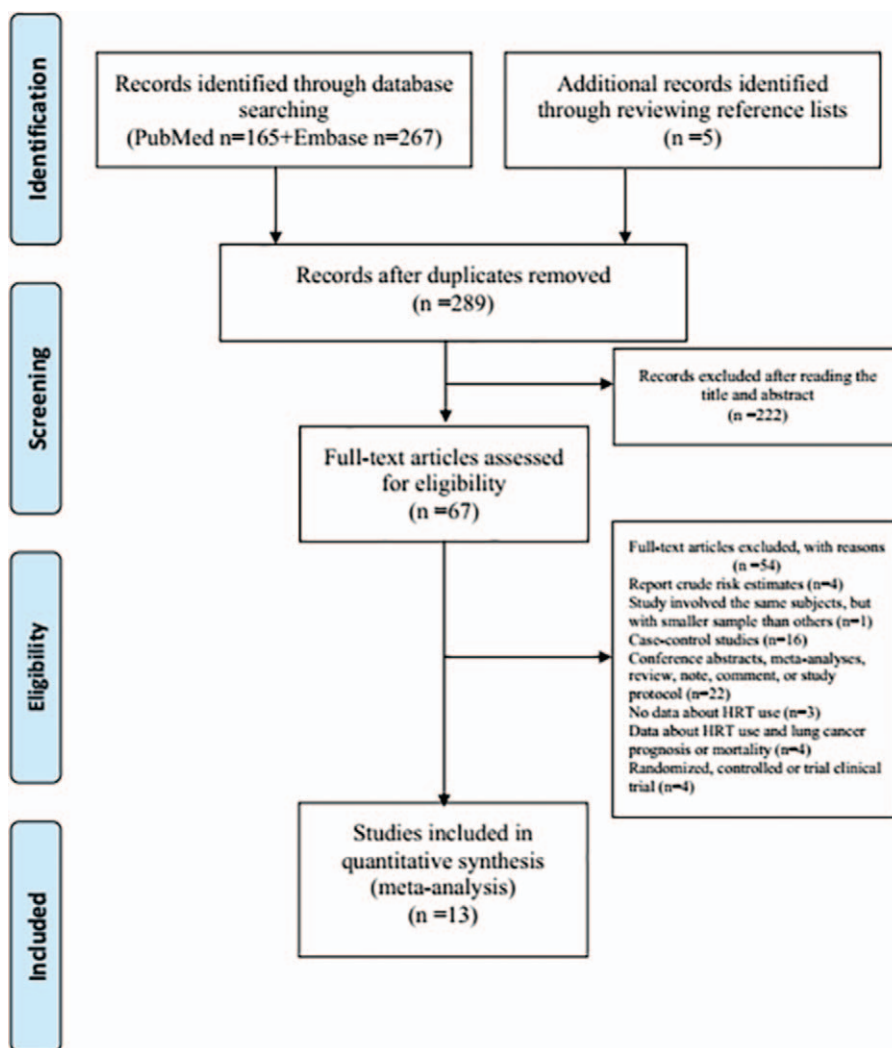 Identification
Records identified through database
searching
(PubMed n=165+Embase n=267)
Additional records identified
through reviewing reference lists
(n =5)
Records after duplicates removed
(n =289)
Screening
Records excluded after reading the
title and abstract
(n =222)
Full-text articles assessed
for eligibility
(n =67)
Eligibility
Full-text articles excluded, with reasons
(n =54)
Report crude risk estimates (n=4)
Study involved the same subjects, but
with smaller sample than others (n=1)
Case-control studies (n=16)
Conference abstracts, meta-analyses,
review, note, comment, or study
protocol (n=22)
No data about HRT use (n=3)
Data about HRT use and lung cancer
prognosis or mortality (n=4)
Randomized, controlled or trial clinical
trial (n=4)
Included
Studies included in
quantitative synthesis
(meta-analysis)
(n =13)